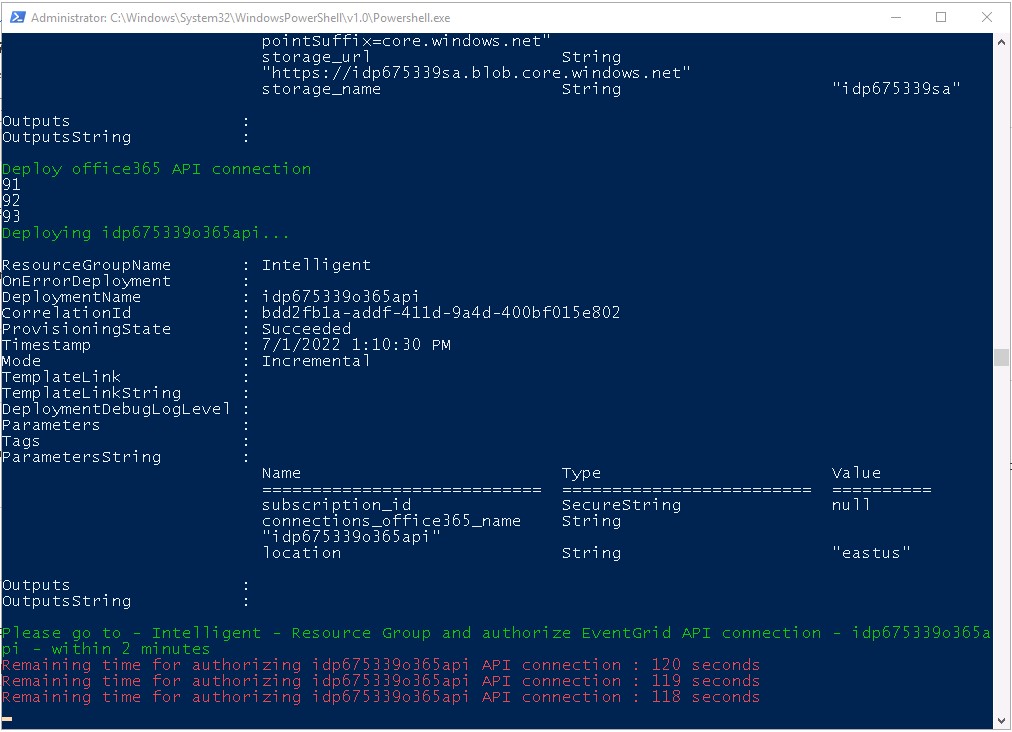 Administrator: C:\Windows\System32\WindowsPowerShell\v1.0\Powershell.exe
pointSuffix=core.windows.net"
storage_url String
"https://idp675339sa.blob.core.windows.net"
storage_name String "idp675339sa"
Outputs :
OutputsString :
Deploy office365 API connection
91
92
93
Deploying idp675339o365api...
ResourceGroupName : Intelligent
OnErrorDeployment :
DeploymentName : idp675339o365api
CorrelationId : bdd2fb1a-addf-411d-9a4d-400bf015e802
ProvisioningState : Succeeded
Timestamp : 7/1/2022 1:10:30 PM
Mode : Incremental
TemplateLink :
TemplateLinkString :
DeploymentDebugLogLevel :
Parameters :
Tags :
ParametersString :
Name Type Value
============================ ========================= ==========
subscription_id SecureString null
connections_office365_name String
"idp675339o365api"
location String "eastus"
Outputs :
OutputsString :
Please go to - Intelligent - Resource Group and authorize EventGrid API connection - idp675339o365a
pi - within 2 minutes
Remaining time for authorizing idp675339o365api API connection : 120 seconds
Remaining time for authorizing idp675339o365api API connection : 119 seconds
Remaining time for authorizing idp675339o365api API connection : 118 seconds